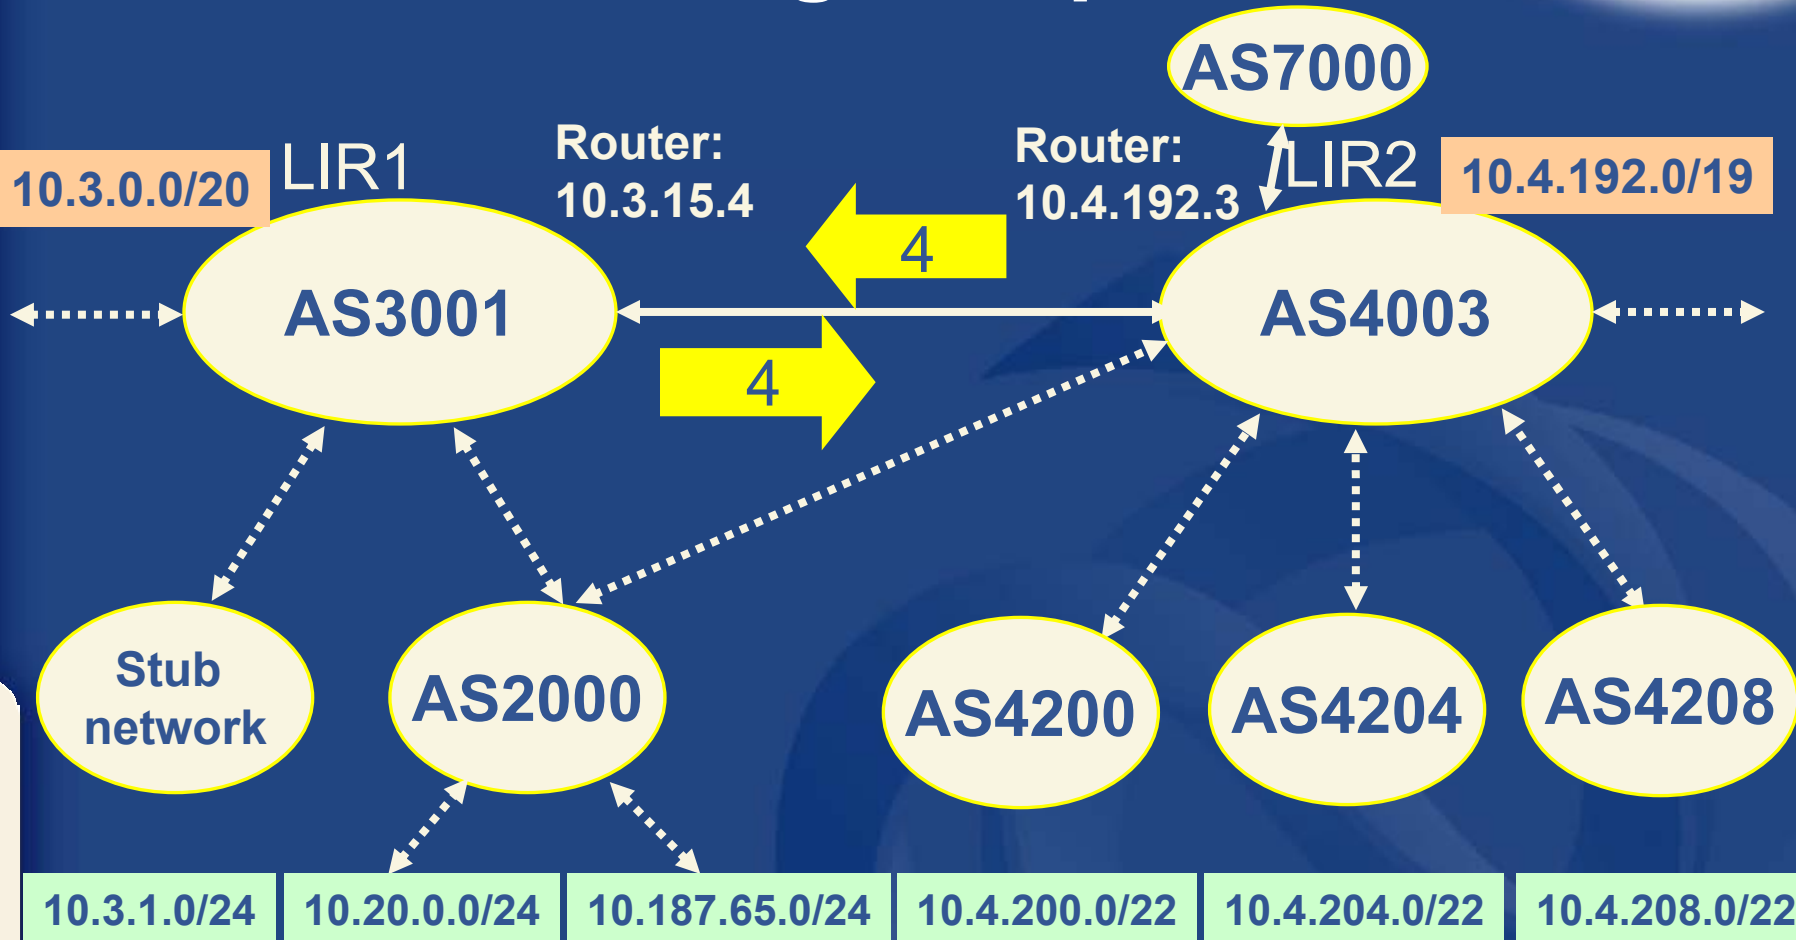 AS7000
Router:
10.3.15.4
Router:
10.4.192.3
LIR1
LIR2
10.3.0.0/20
10.4.192.0/19
4
AS3001
AS4003
4
Stub
network
AS2000
AS4200
AS4204
AS4208
10.3.1.0/24
10.20.0.0/24
10.187.65.0/24
10.4.200.0/22
10.4.204.0/22
10.4.208.0/22